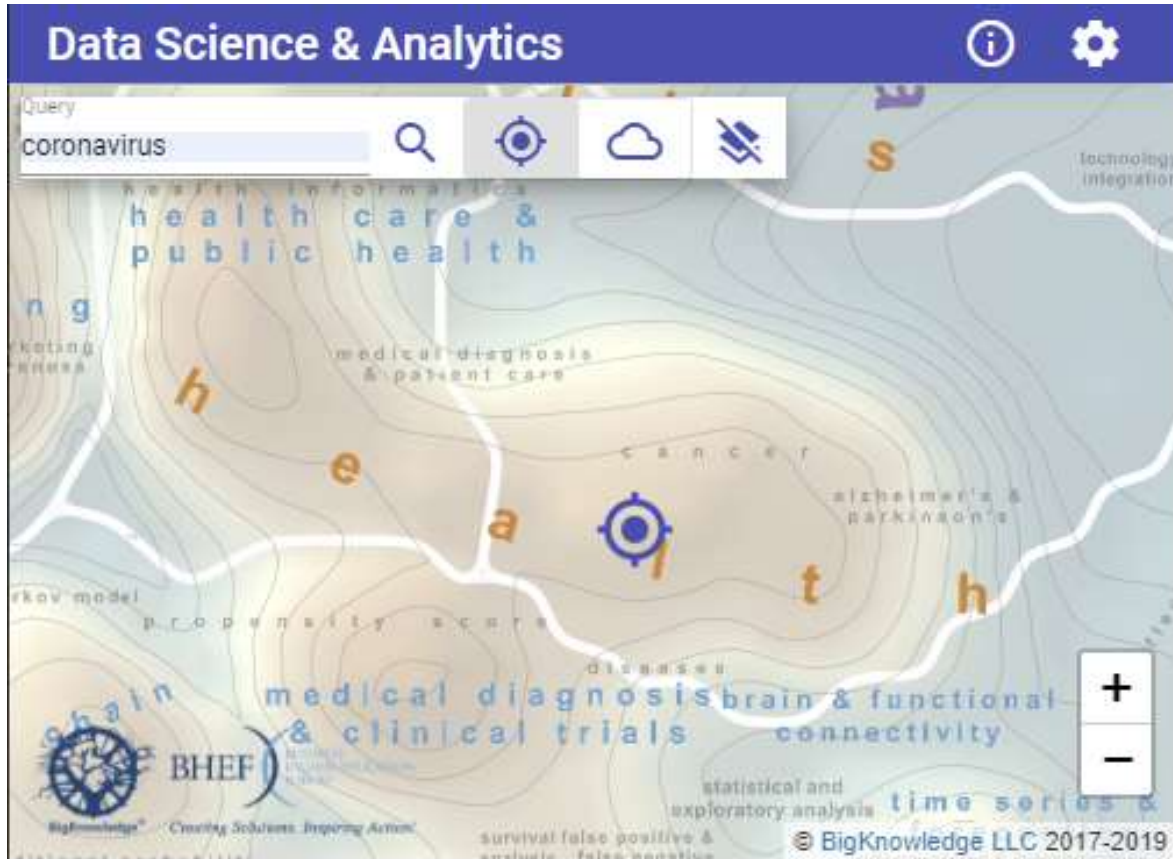 Data Science & Analytics
Query
coronavirus
s
technology
integration
health informatics
health care &
public health
n g
medical diagnosis
& patient care
h e a l t h
cancer
alzheimer's &
parkinson's
rkov model
propensity score
diseases
chain
medical diagnosis
& clinical trials
brain & functional
connectivity
+
−
BHEF
BigKnowledge®
Creating Solutions. Inspiring Action.
statistical and
exploratory analysis
time series &
survival
analysis
false positive &
false negative
© BigKnowledge LLC 2017-2019